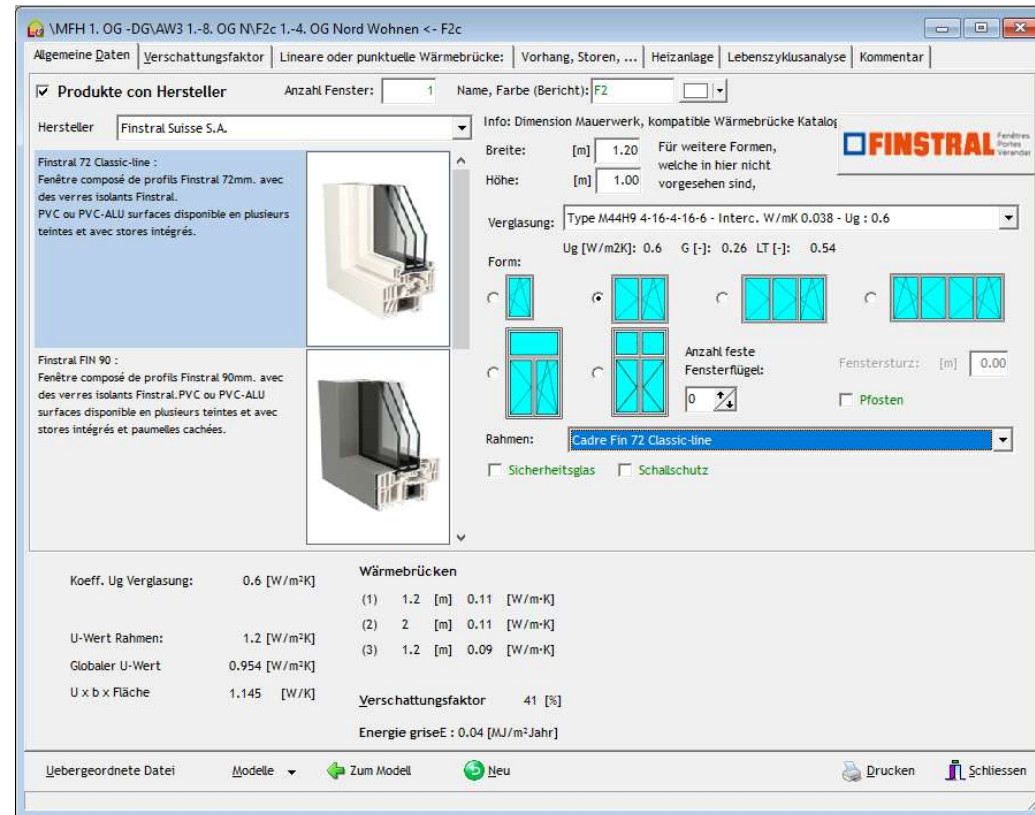 \MFH 1. OG -DG\AW3 1.-8. OG N\F2c 1.-4. OG Nord Wohnen <- F2c
Allgemeine Daten Verschattungsfaktor Lineare oder punktuelle Wärmebrücke: Vorhang, Storen, ... Heizanlage Lebenszyklusanalyse Kommentar
Produkte con Hersteller Anzahl Fenster: 1 Name, Farbe (Bericht): F2
Hersteller Finstral Suisse S.A.
Finstral 72 Classic-line :
Fenêtre composé de profils Finstral 72mm. avec
des verres isolants Finstral.
PVC ou PVC-ALU surfaces disponible en plusieurs
teintes et avec stores intégrés.
Finstral FIN 90 :
Fenêtre composé de profils Finstral 90mm. avec
des verres isolants Finstral.PVC ou PVC-ALU
surfaces disponible en plusieurs teintes et avec
stores intégrés et paumelles cachées.
Info: Dimension Mauerwerk, kompatible Wärmebrücke Katalog
FINSTRAL Fenêtres
Portes
Verandas
Breite: [m] 1.20
Höhe: [m] 1.00
Für weitere Formen,
welche in hier nicht
vorgesehen sind,
Verglasung: Type M44H9 4-16-4-16-6 - Interc. W/mK 0.038 - Ug : 0.6
Ug [W/m2K]: 0.6 G [-]: 0.26 LT [-]: 0.54
Form:
Anzahl feste
Fensterflügel:
0
Fenstersturz: [m] 0.00
Pfosten
Rahmen: Cadre Fin 72 Classic-line
Sicherheitsglas Schallschutz
Koeff. Ug Verglasung: 0.6 [W/m²K]
U-Wert Rahmen: 1.2 [W/m²K]
Globaler U-Wert 0.954 [W/m²K]
U x b x Fläche 1.145 [W/K]
Wärmebrücken
(1) 1.2 [m] 0.11 [W/m·K]
(2) 2 [m] 0.11 [W/m·K]
(3) 1.2 [m] 0.09 [W/m·K]
Verschattungsfaktor 41 [%]
Energie griseE : 0.04 [MJ/m²Jahr]
Uebergeordnete Datei Modelle Zum Modell Neu Drucken Schliessen